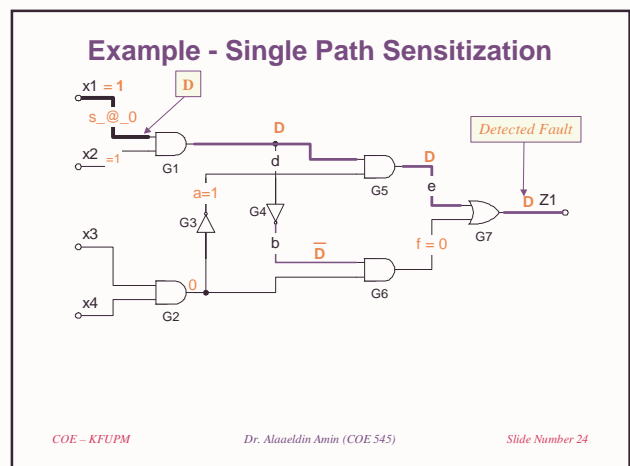 Example - Single Path Sensitization
x1 = 1
D
s_@_0
D
Detected Fault
x2 =1
G1
d
D
G5
e
D Z1
a=1
G3
G4
G7
x3
b
D̅
f = 0
x4
0
G2
G6
COE – KFUPM Dr. Alaaeldin Amin (COE 545) Slide Number 24